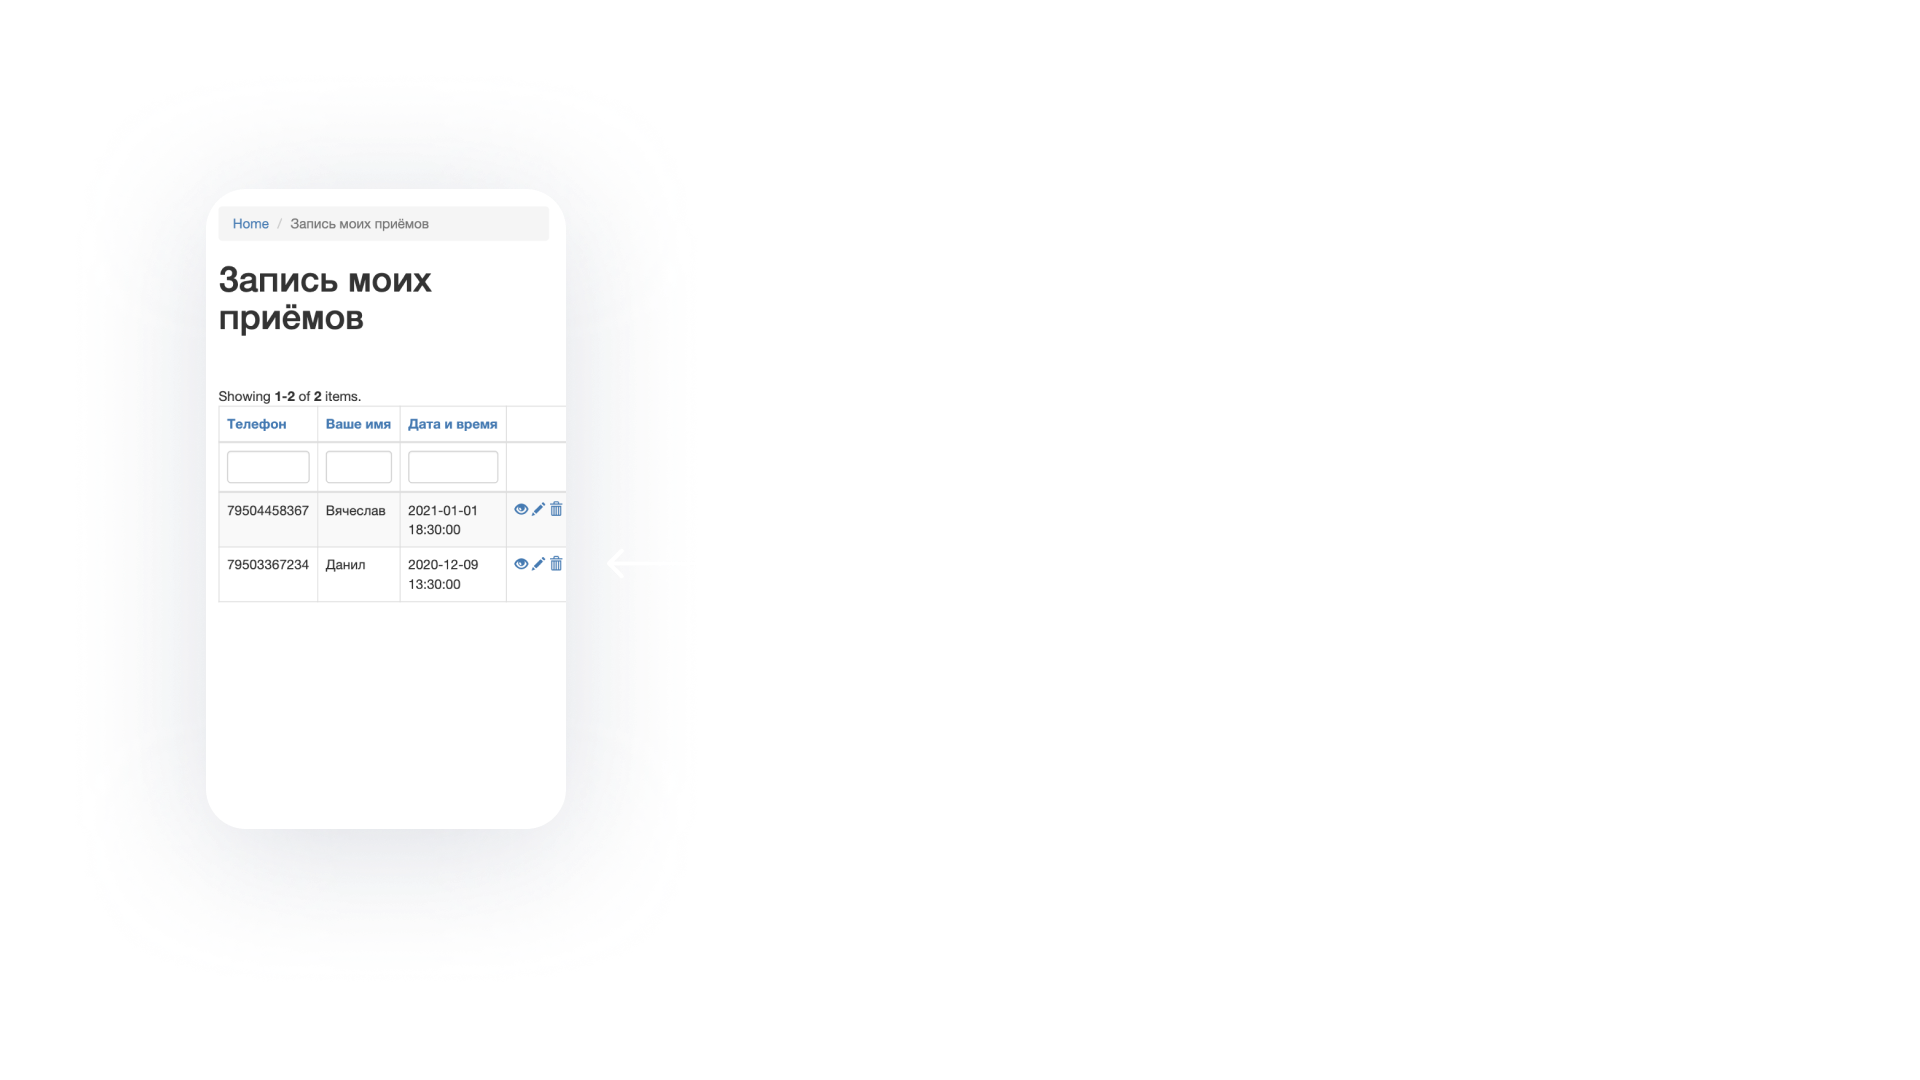 Home / Запись моих приёмов
Запись моих
приёмов
Showing 1-2 of 2 items.
Телефон Ваше имя Дата и время
79504458367 Вячеслав 2021-01-01
18:30:00
79503367234 Данил 2020-12-09
13:30:00